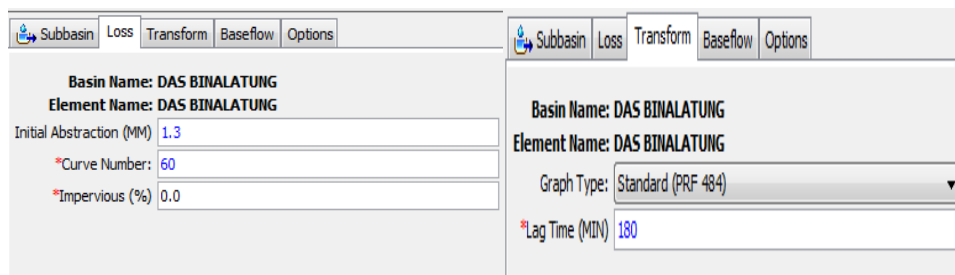 Subbasin Loss Transform Baseflow Options
Basin Name: DAS BINALATUNG
Element Name: DAS BINALATUNG
Initial Abstraction (MM) 1.3
*Curve Number: 60
*Impervious (%) 0.0
Subbasin Loss Transform Baseflow Options
Basin Name: DAS BINALATUNG
Element Name: DAS BINALATUNG
Graph Type: Standard (PRF 484)
*Lag Time (MIN) 180